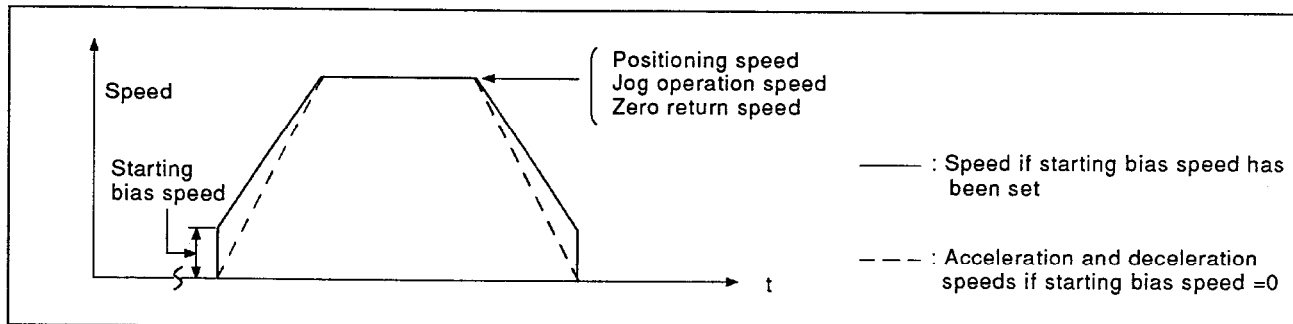 Speed
Positioning speed
Jog operation speed
Zero return speed
Starting
bias speed
t
: Speed if starting bias speed has
been set
: Acceleration and deceleration
speeds if starting bias speed =0